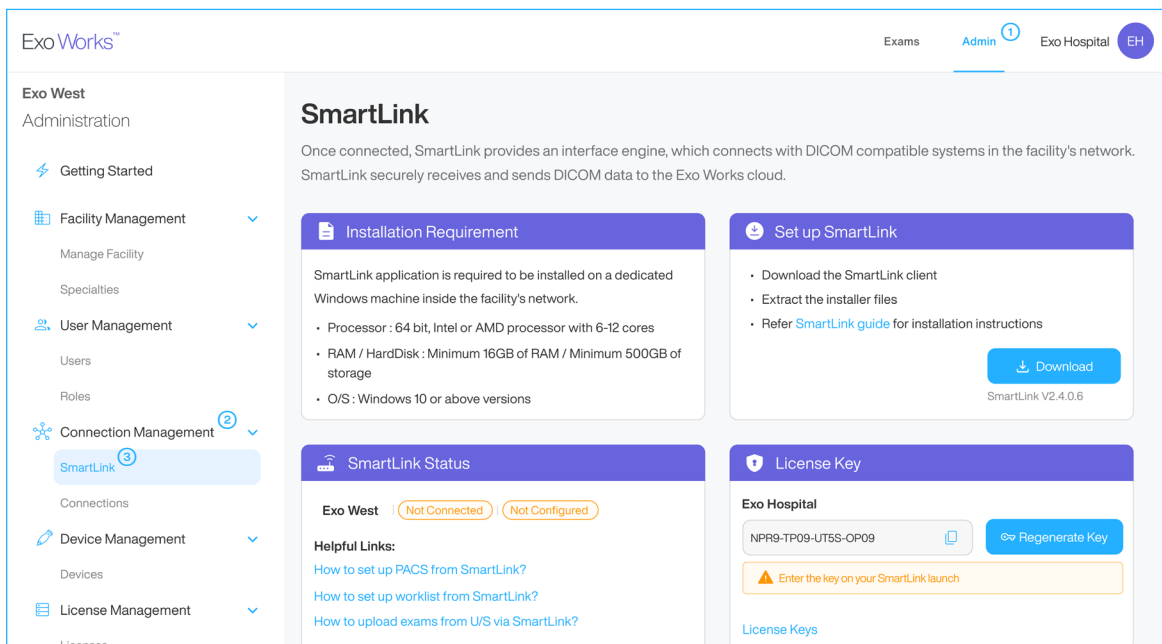 Exo Works™
Exams
Admin
1
Exo Hospital
EH
Exo West
Administration
Getting Started
Facility Management
Manage Facility
Specialties
User Management
Users
Roles
Connection Management
2
SmartLink
3
Connections
Device Management
Devices
License Management
Licenses
SmartLink
Once connected, SmartLink provides an interface engine, which connects with DICOM compatible systems in the facility's network.
SmartLink securely receives and sends DICOM data to the Exo Works cloud.
Installation Requirement
SmartLink application is required to be installed on a dedicated
Windows machine inside the facility's network.
• Processor : 64 bit, Intel or AMD processor with 6-12 cores
• RAM / HardDisk : Minimum 16GB of RAM / Minimum 500GB of
storage
• O/S : Windows 10 or above versions
Set up SmartLink
• Download the SmartLink client
• Extract the installer files
• Refer SmartLink guide for installation instructions
Download
SmartLink V2.4.0.6
SmartLink Status
Exo West
Not Connected
Not Configured
Helpful Links:
How to set up PACS from SmartLink?
How to set up worklist from SmartLink?
How to upload exams from U/S via SmartLink?
License Key
Exo Hospital
NPR9-TP09-UT5S-OP09
Regenerate Key
Enter the key on your SmartLink launch
License Keys